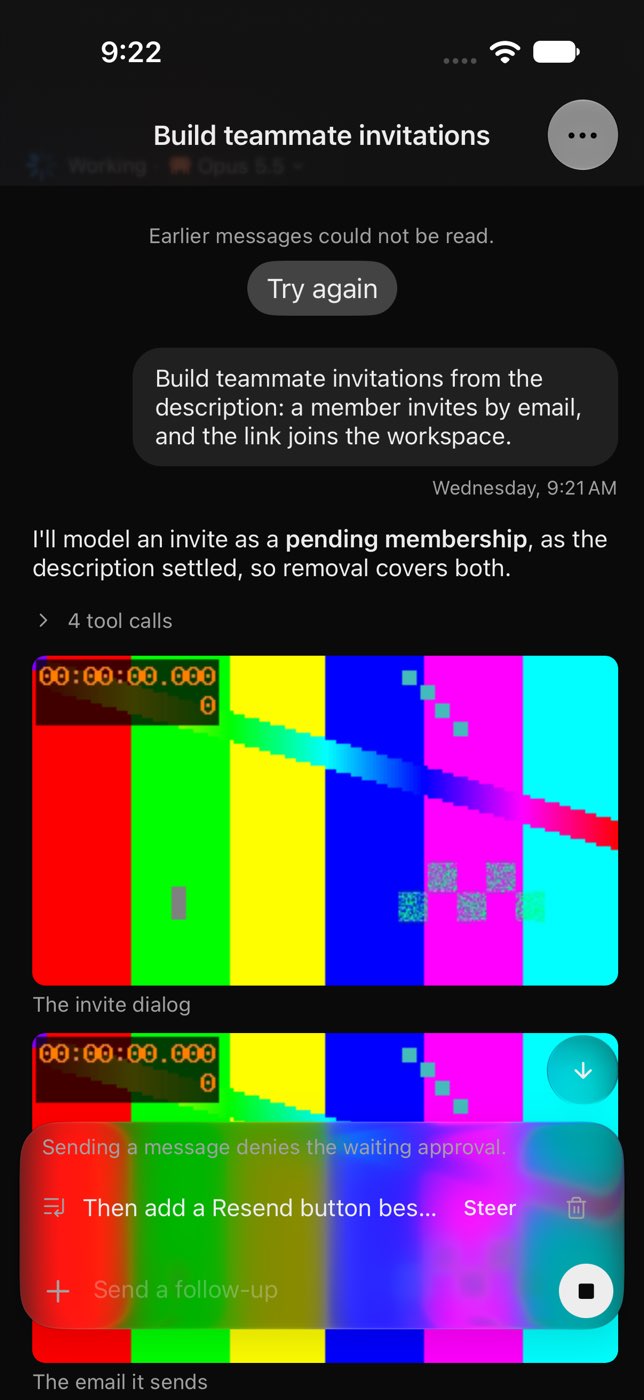 9:22
Build teammate invitations
Working · Opus 5.5
Earlier messages could not be read.
Try again
Build teammate invitations from the
description: a member invites by email,
and the link joins the workspace.
Wednesday, 9:21 AM
I'll model an invite as a pending membership, as the
description settled, so removal covers both.
4 tool calls
00:00:00.000
0
The invite dialog
00:00:00.000
0
Sending a message denies the waiting approval.
Then add a Resend button bes... Steer
Send a follow-up
The email it sends